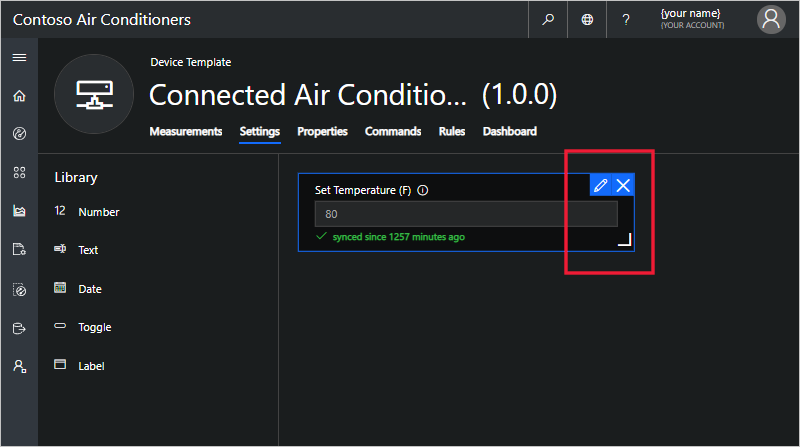 Contoso Air Conditioners
?
{your name}
(YOUR ACCOUNT)
Device Template
Connected Air Conditio... (1.0.0)
Measurements Settings Properties Commands Rules Dashboard
Library
12 Number
Text
Date
Toggle
Label
Set Temperature (F)
80
synced since 1257 minutes ago